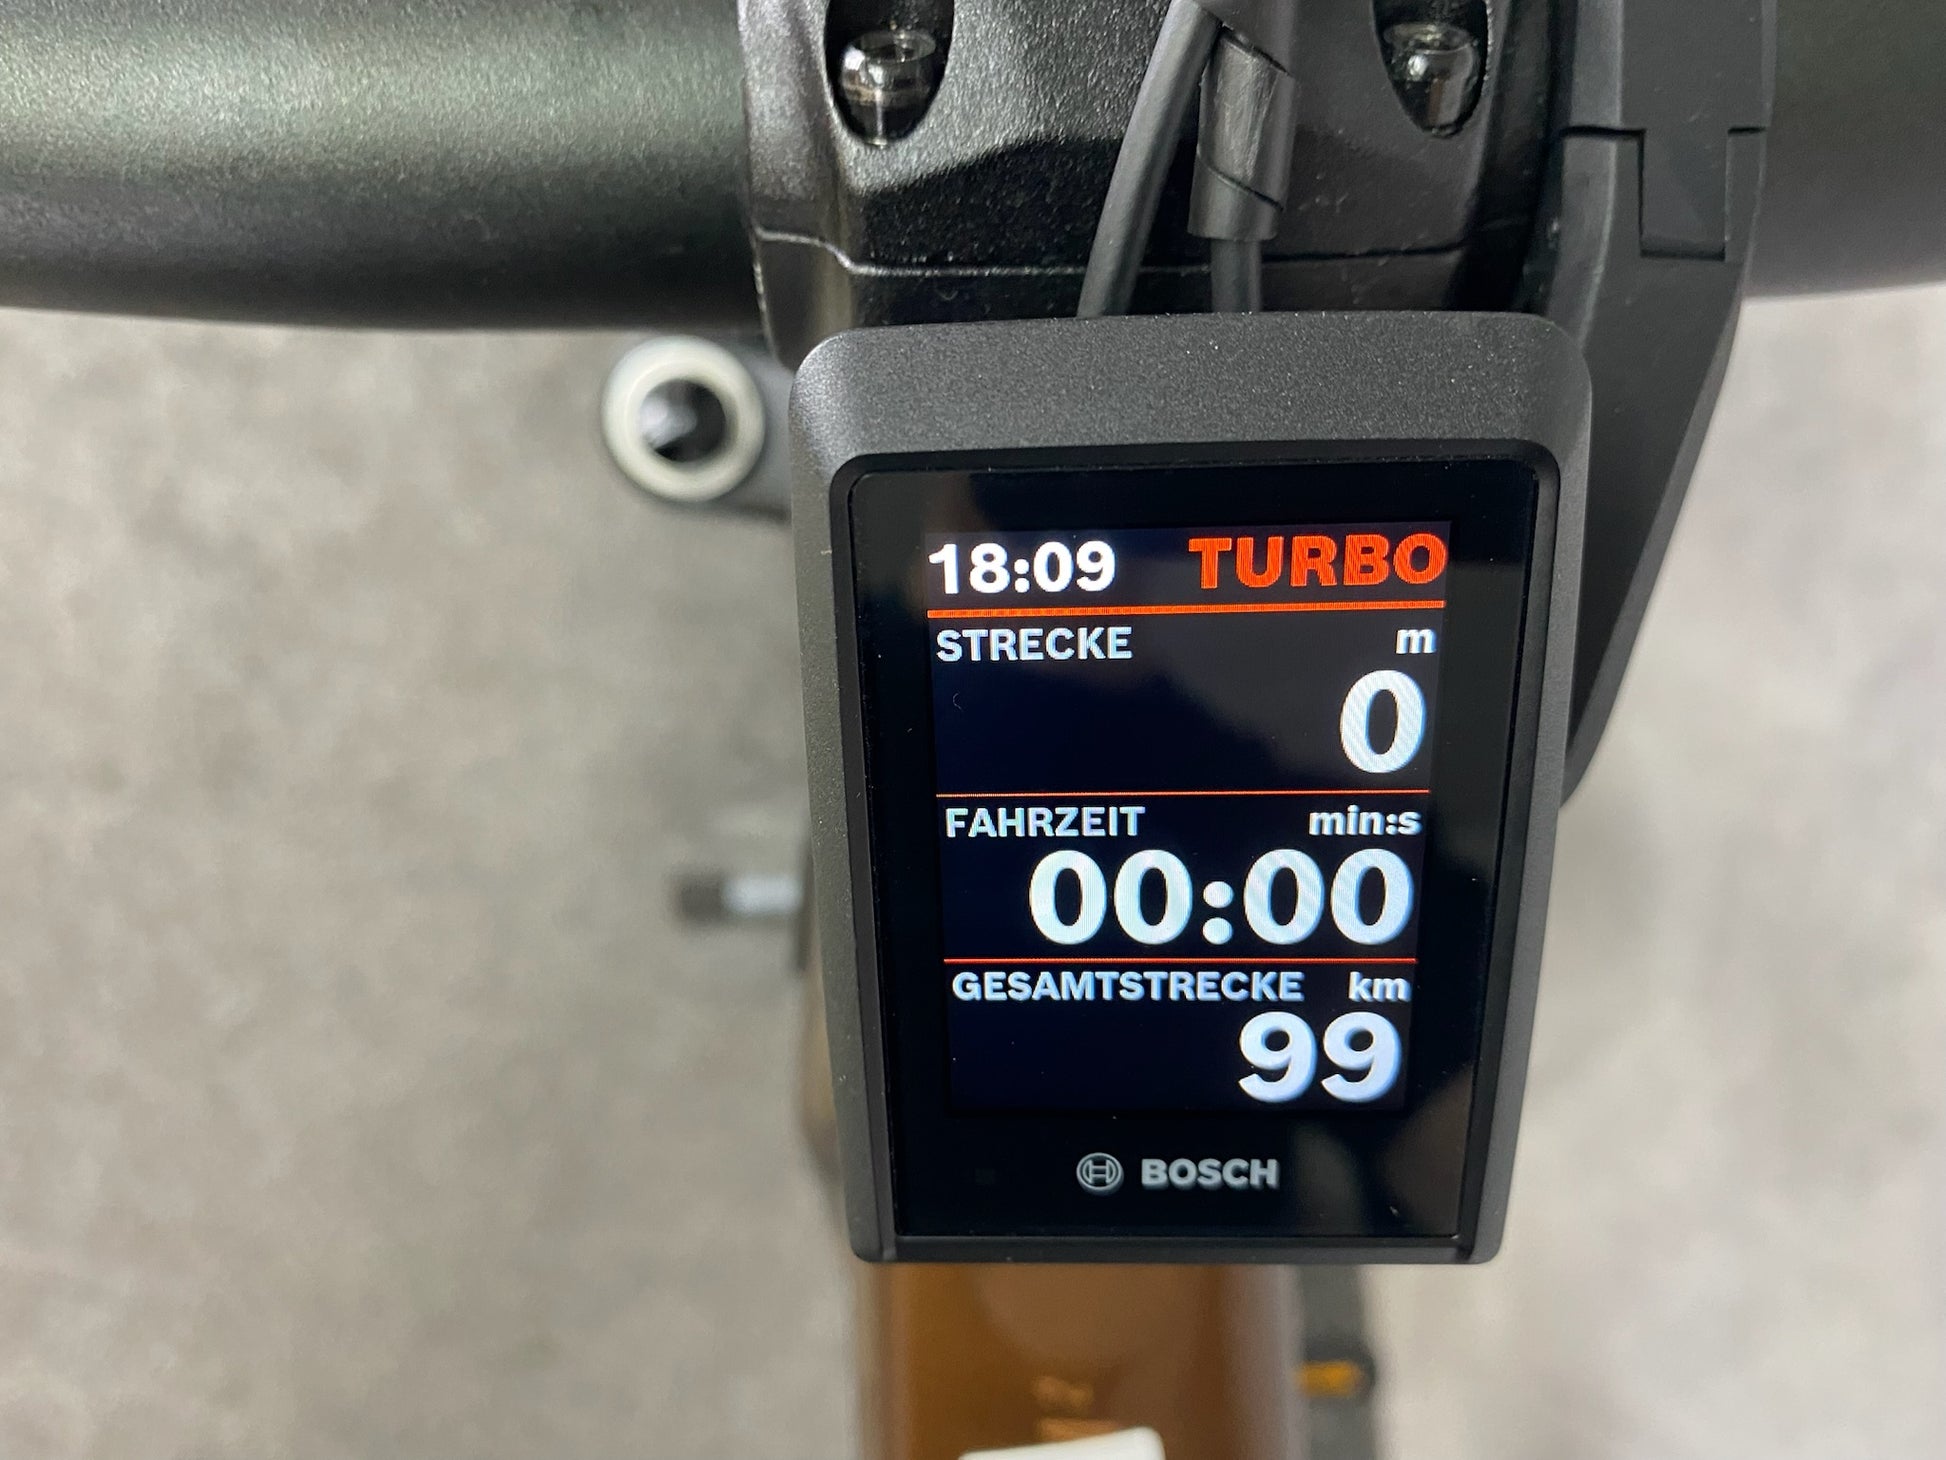 18:09 TURBO
STRECKE m
0
FAHRZEIT min:s
00:00
GESAMTSTRECKE km
99
BOSCH